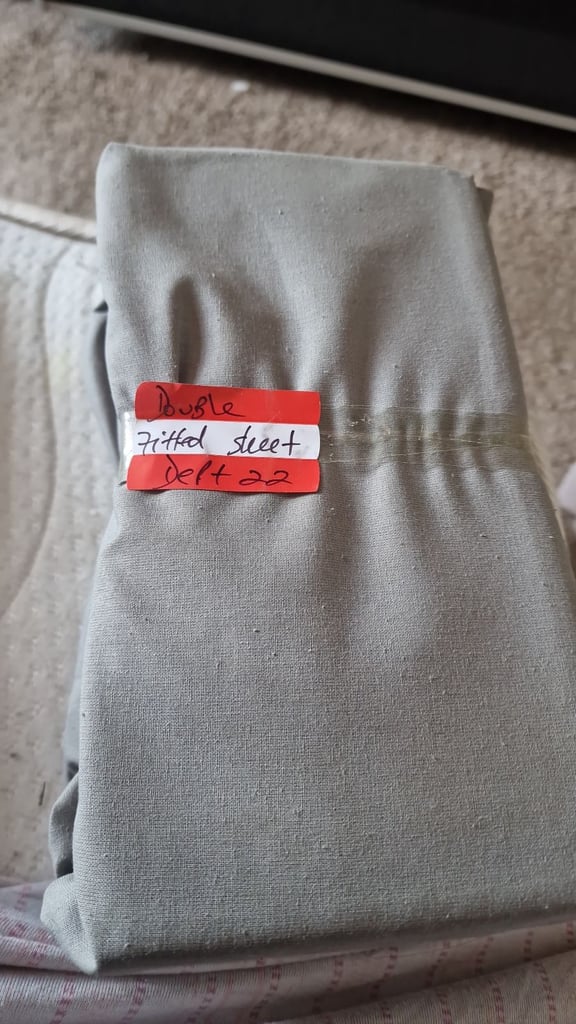 Double
Fitted sheet
Dept 22